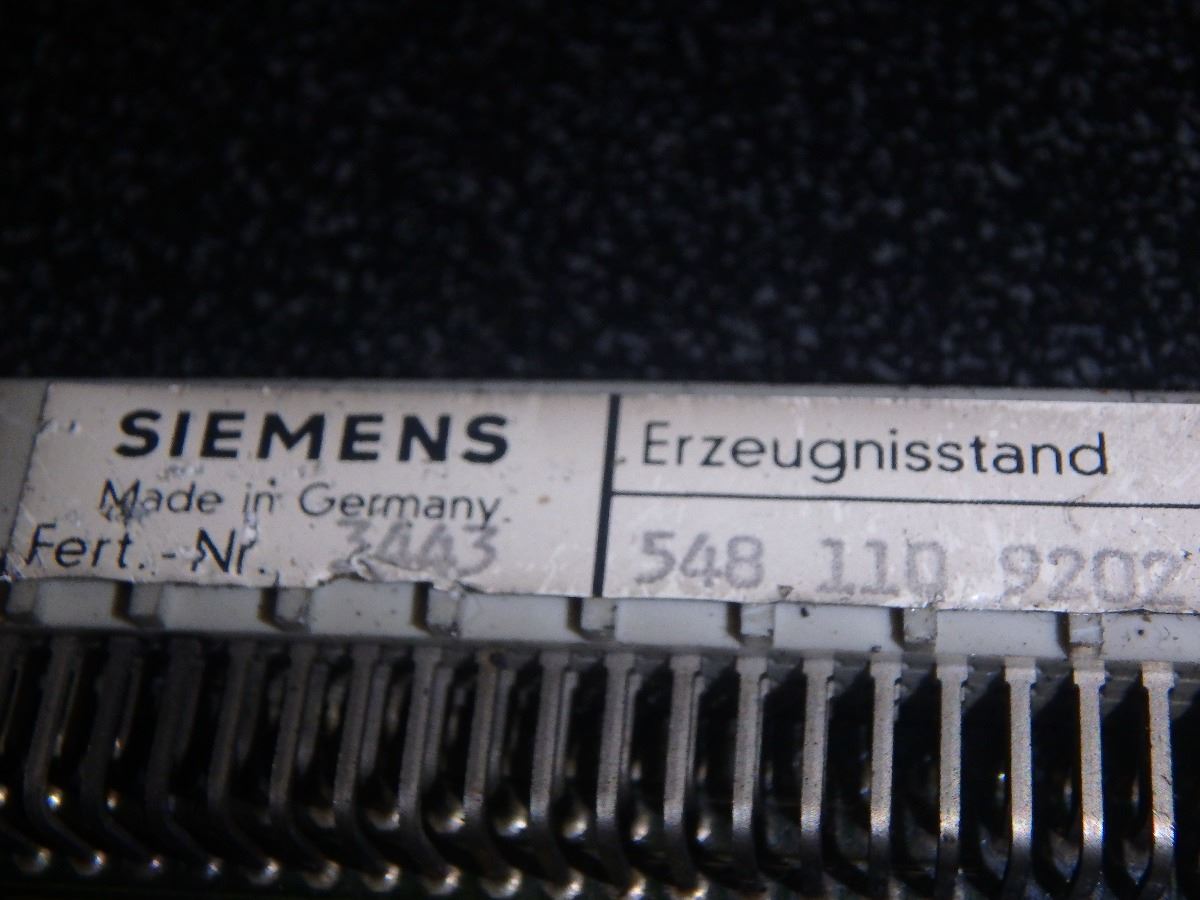 SIEMENS
Made in Germany
Fert.-Nr. 3443
Erzeugnisstand
548 110 9202